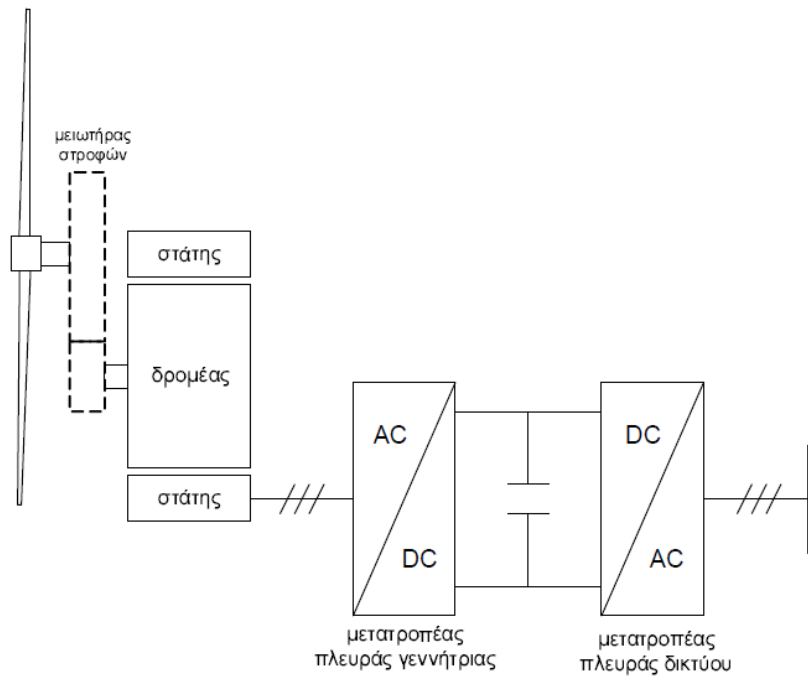 μειωτήρας
στροφών
στάτης
δρομέας
στάτης
AC
DC
μετατροπέας
πλευράς γεννήτριας
DC
AC
μετατροπέας
πλευράς δικτύου